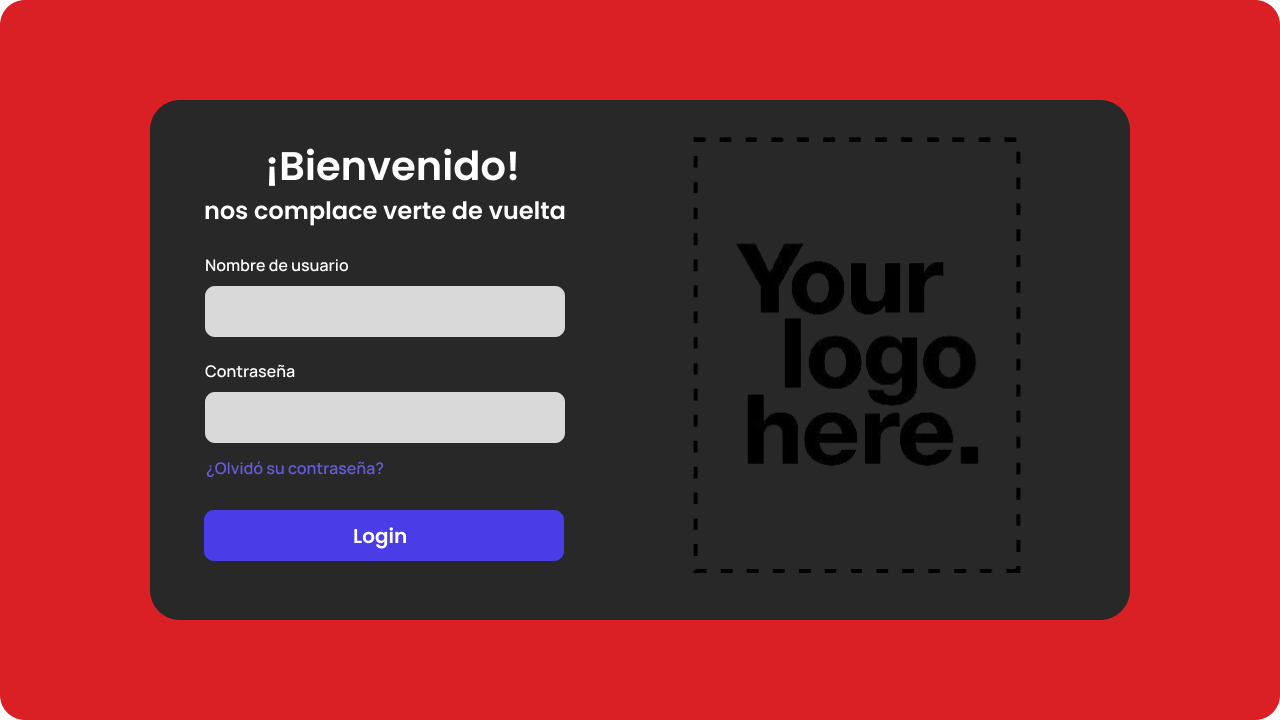 ¡Bienvenido!
nos complace verte de vuelta
Nombre de usuario
Contraseña
¿Olvidó su contraseña?
Login
Your
logo
here.